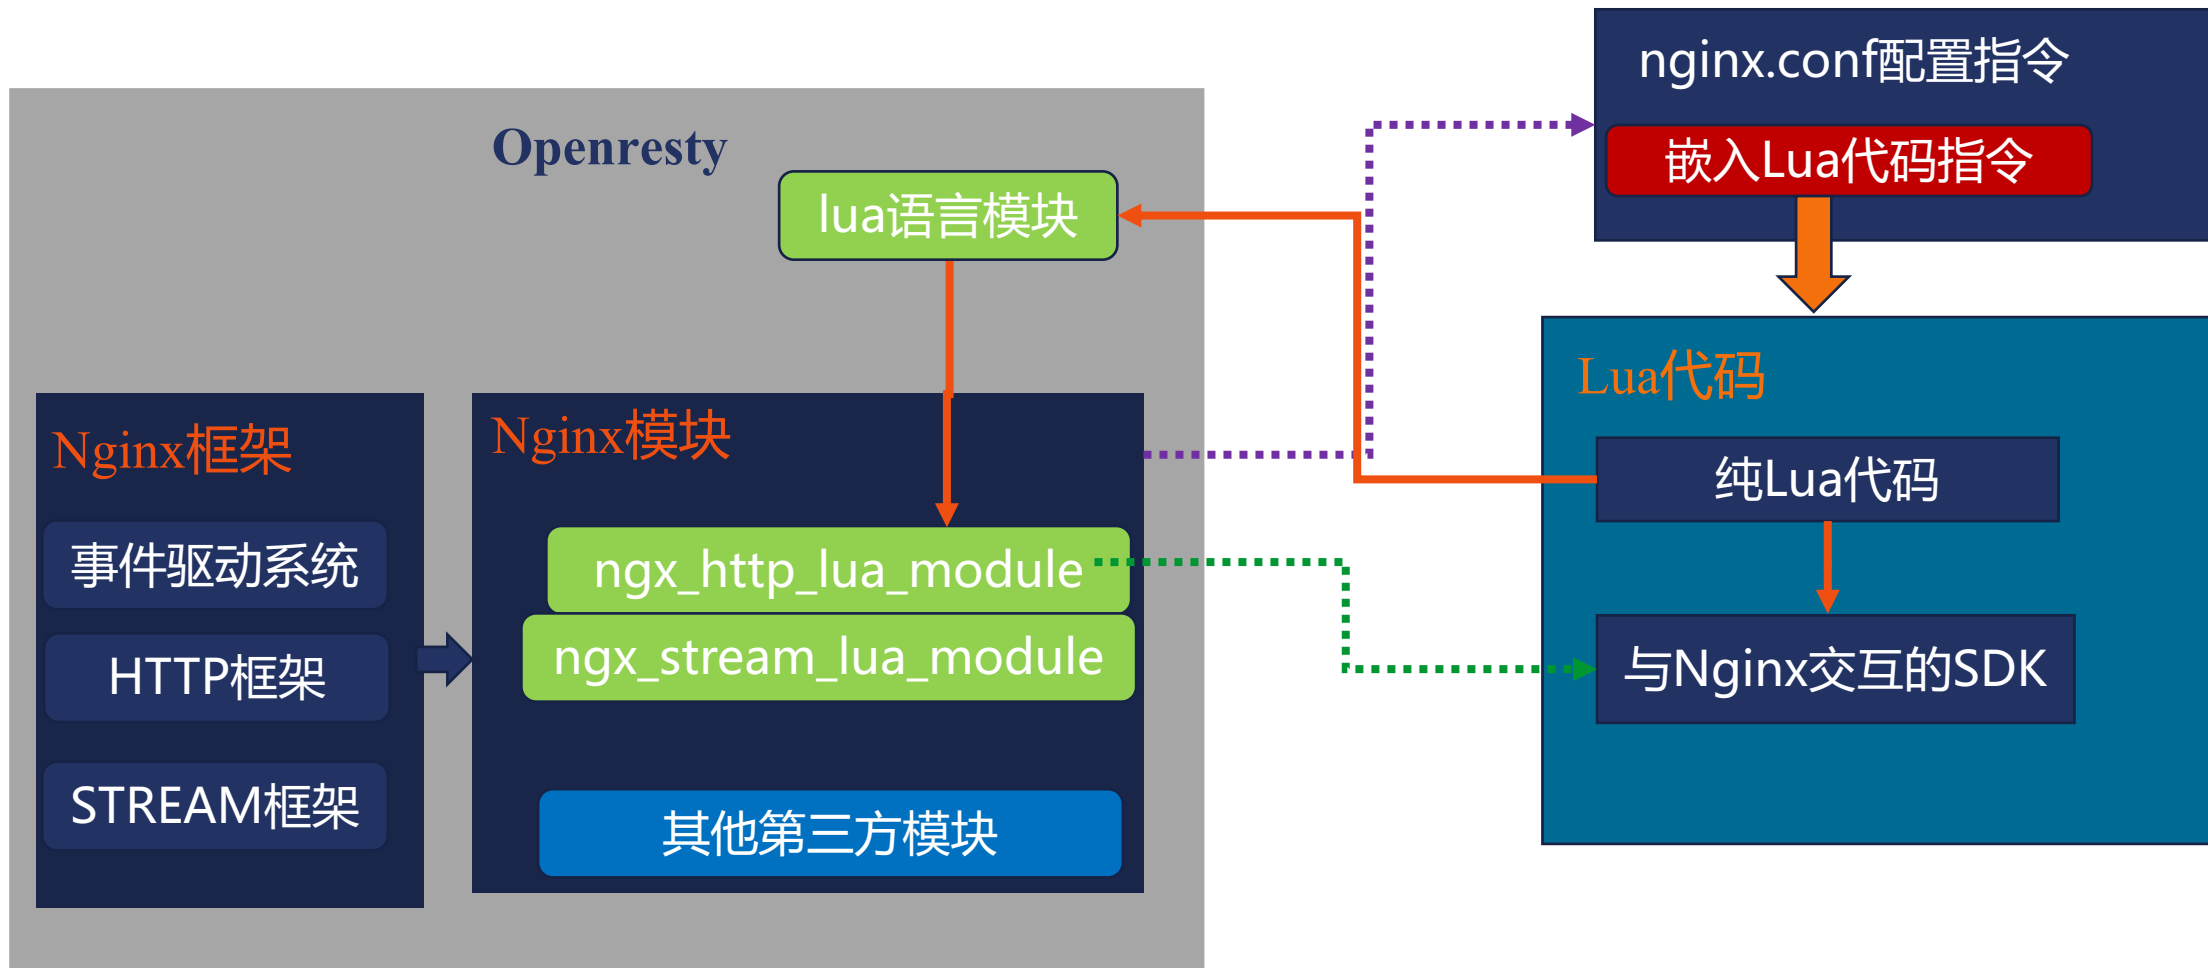 nginx.conf配置指令
嵌入Lua代码指令
Openresty
lua语言模块
Lua代码
纯Lua代码
与Nginx交互的SDK
Nginx框架
事件驱动系统
HTTP框架
STREAM框架
Nginx模块
ngx_http_lua_module
ngx_stream_lua_module
其他第三方模块